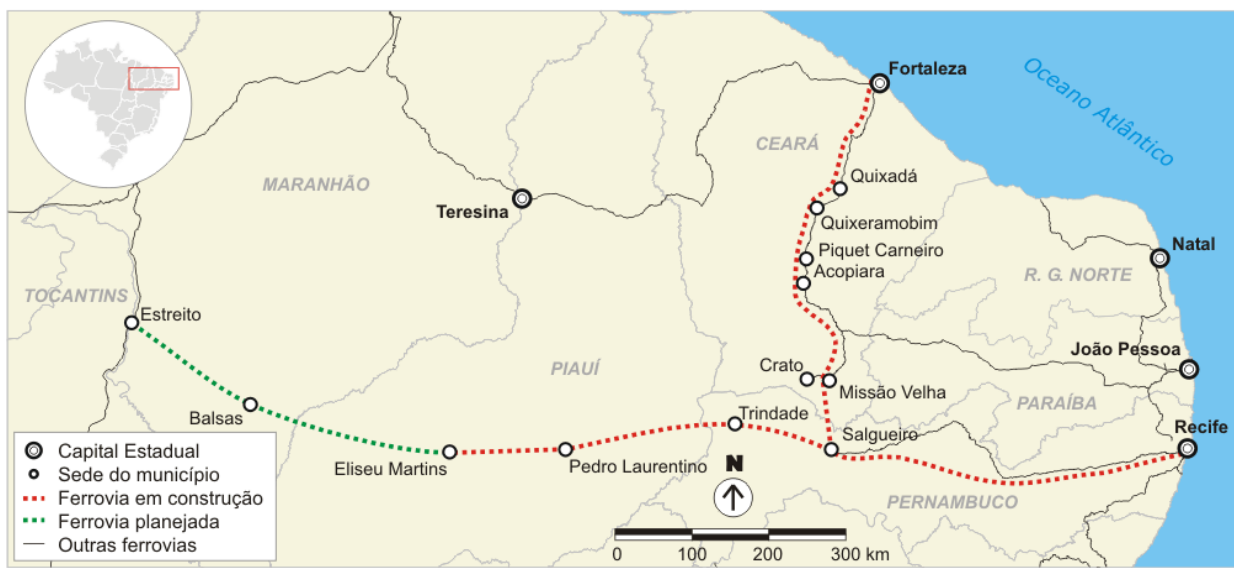 Fortaleza
Oceano Atlântico
CEARÁ
MARANHÃO
Quixadá
Teresina
Quixeramobim
Natal
Piquet Carneiro
Acopiara
R. G. NORTE
TOCANTINS
Estreito
João Pessoa
PIAUÍ
Crato
Missão Velha
PARAÍBA
Balsas
Trindade
Recife
Salgueiro
Eliseu Martins
Pedro Laurentino
N
PERNAMBUCO
Capital Estadual
Sede do município
Ferrovia em construção
Ferrovia planejada
Outras ferrovias
0 100 200 300 km